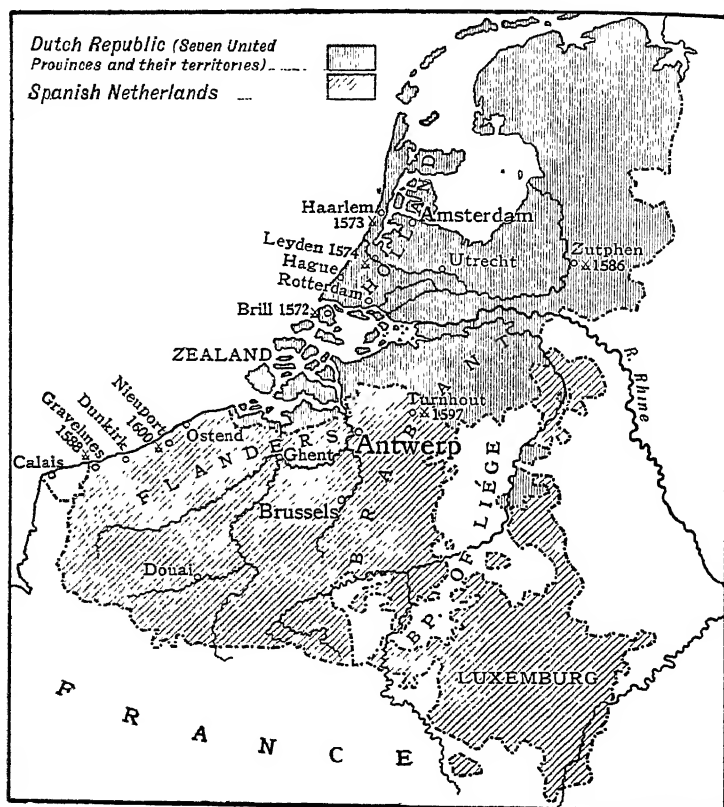 Dutch Republic (Seven United
Provinces and their territories)
Spanish Netherlands
Haarlem
1573
Amsterdam
HOLLAND
Leyden 1574
Hague
Utrecht
Zutphen
1586
Rotterdam
Brill 1572
ZEALAND
R. Rhine
Turnhout
1597
BRABANT
Nieuport
1600
Dunkirk
Gravelines
1588
Calais
Ostend
FLANDERS
Ghent
Antwerp
Brussels
BP. OF LIÉGE
Douai
LUXEMBURG
FRANCE